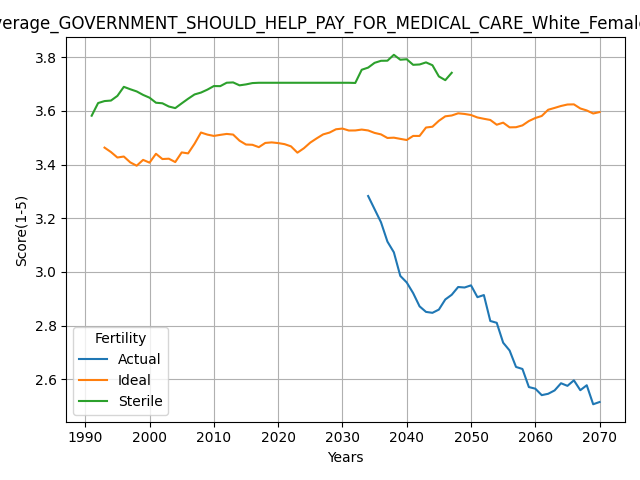 verage_GOVERNMENT_SHOULD_HELP_PAY_FOR_MEDICAL_CARE_White_Female
3.8
3.6
3.4
3.2
3.0
2.8
2.6
Score(1-5)
Fertility
Actual
Ideal
Sterile
1990 2000 2010 2020 2030 2040 2050 2060 2070
Years